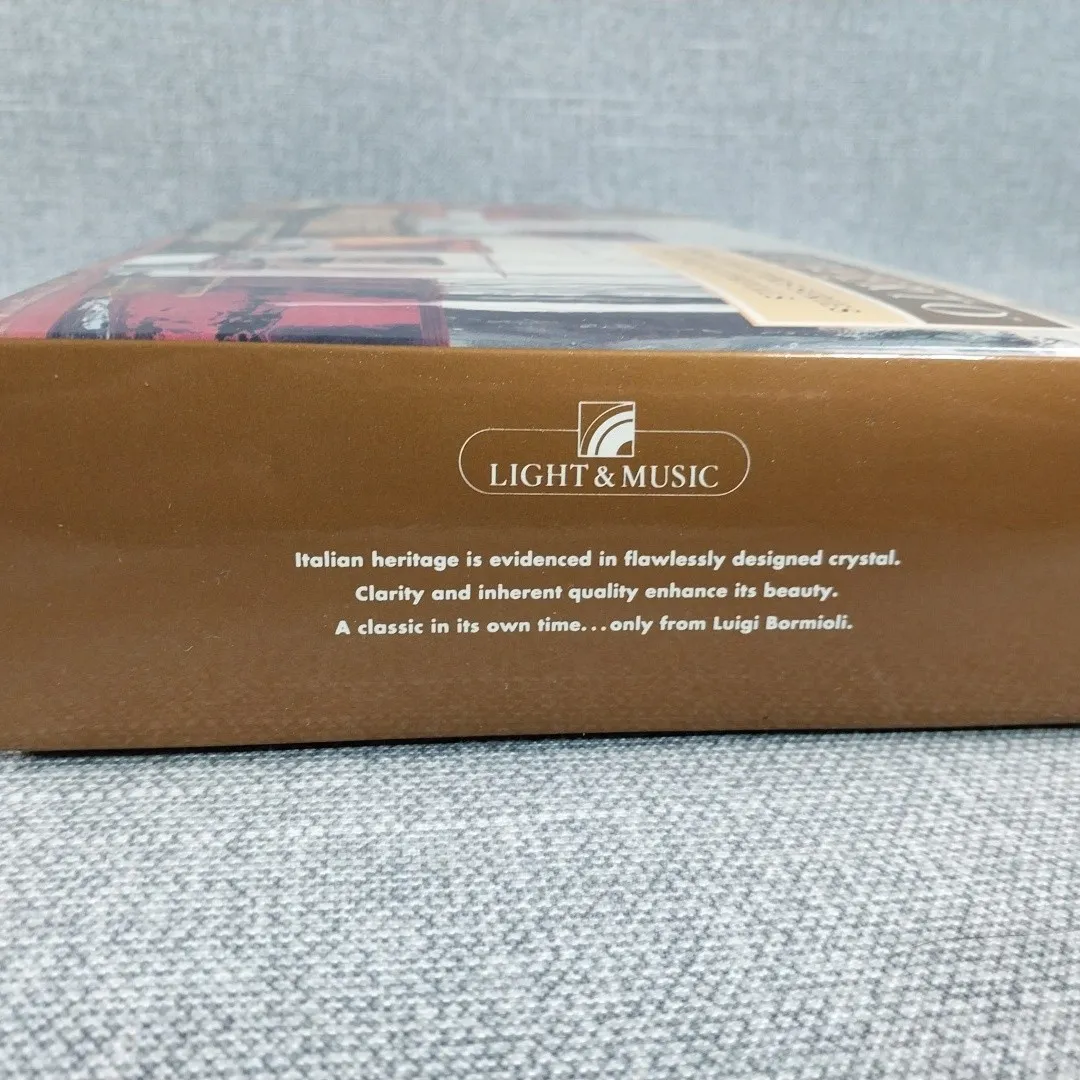 LIGHT & MUSIC
Italian heritage is evidenced in flawlessly designed crystal.
Clarity and inherent quality enhance its beauty.
A classic in its own time...only from Luigi Bormioli.